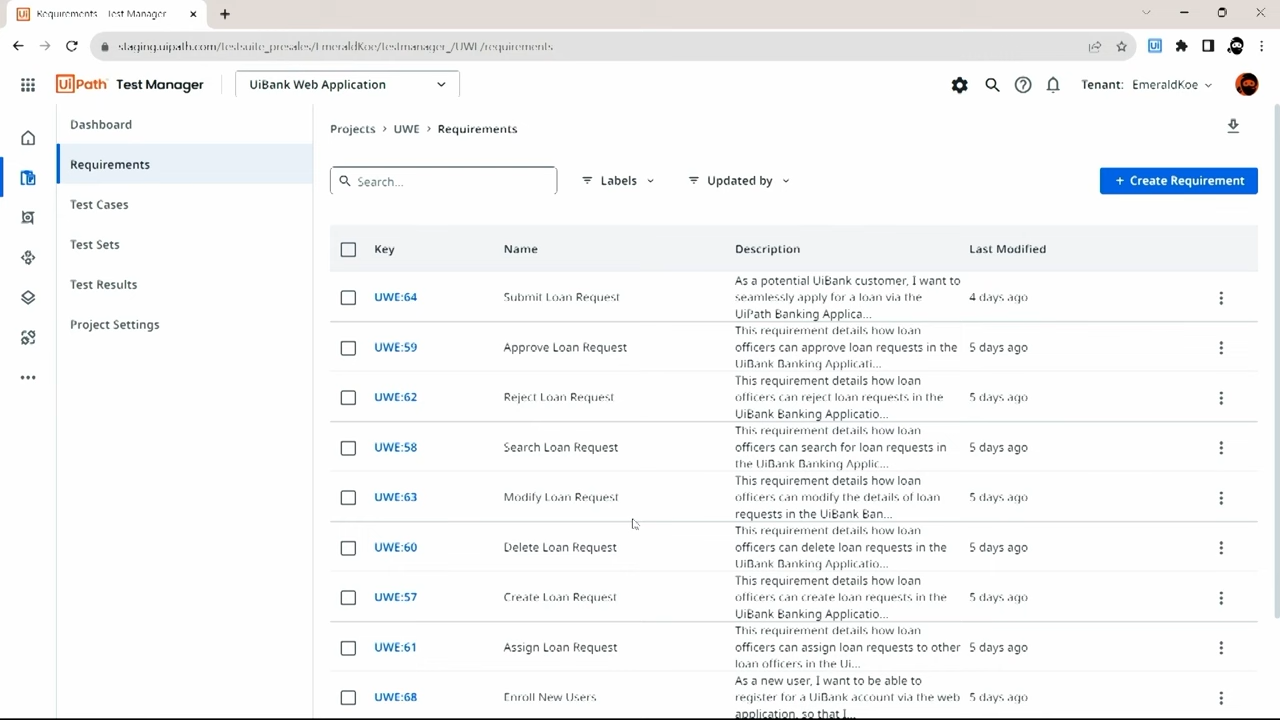 Requirements - Test Manager
staging.uipath.com/testsuite_presales/EmeraldKoe/testmanager_/UWE/requirements
UiPath Test Manager
UiBank Web Application
Tenant: EmeraldKoe
Dashboard
Requirements
Test Cases
Test Sets
Test Results
Project Settings
Projects > UWE > Requirements
Search...
Labels
Updated by
+ Create Requirement
Key Name Description Last Modified
UWE:64 Submit Loan Request As a potential UiBank customer, I want to
seamlessly apply for a loan via the
UiPath Banking Applica... 4 days ago
UWE:59 Approve Loan Request This requirement details how loan
officers can approve loan requests in the
UiBank Banking Applicati... 5 days ago
UWE:62 Reject Loan Request This requirement details how loan
officers can reject loan requests in the
UiBank Banking Applicatio... 5 days ago
UWE:58 Search Loan Request This requirement details how loan
officers can search for loan requests in
the UiBank Banking Applic... 5 days ago
UWE:63 Modify Loan Request This requirement details how loan
officers can modify the details of loan
requests in the UiBank Ban... 5 days ago
UWE:60 Delete Loan Request This requirement details how loan
officers can delete loan requests in the
UiBank Banking Applicatio... 5 days ago
UWE:57 Create Loan Request This requirement details how loan
officers can create loan requests in the
UiBank Banking Applicatio... 5 days ago
UWE:61 Assign Loan Request This requirement details how loan
officers can assign loan requests to other
loan officers in the Ui... 5 days ago
UWE:68 Enroll New Users As a new user, I want to be able to
register for a UiBank account via the web
application, so that I... 5 days ago